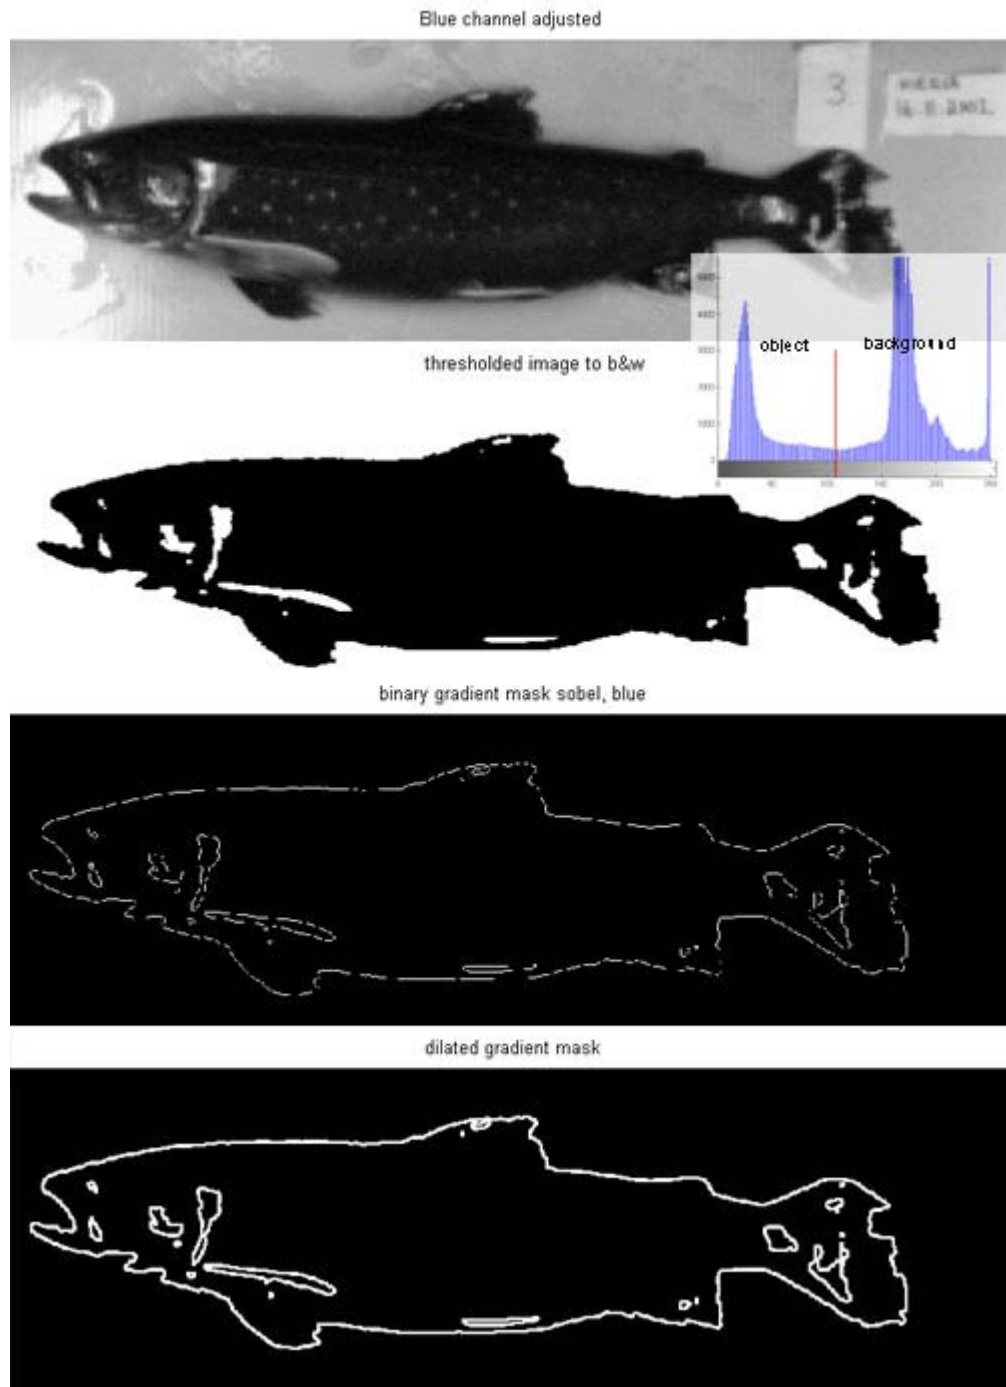 Blue channel adjusted
3
object
background
thresholded image to b&w
binary gradient mask sobel, blue
dilated gradient mask